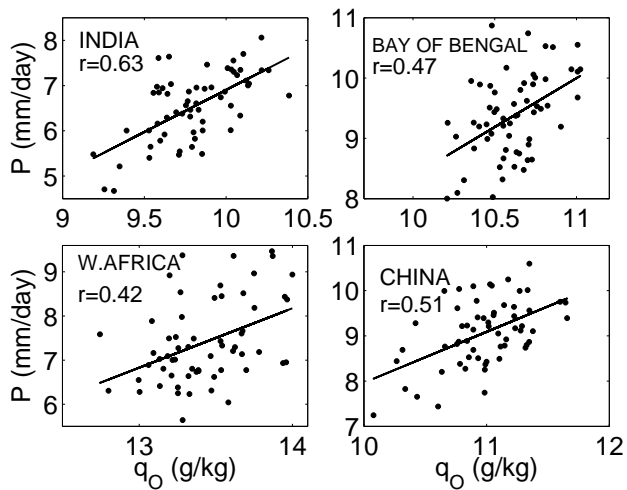 P (mm/day)
8
7
6
5
INDIA
r=0.63
9
9.5
10
10.5
11
10
9
8
BAY OF BENGAL
r=0.47
10
10.5
11
P (mm/day)
9
8
7
6
W.AFRICA
r=0.42
13
14
q_O (g/kg)
11
10
9
8
7
CHINA
r=0.51
10
11
12
q_O (g/kg)